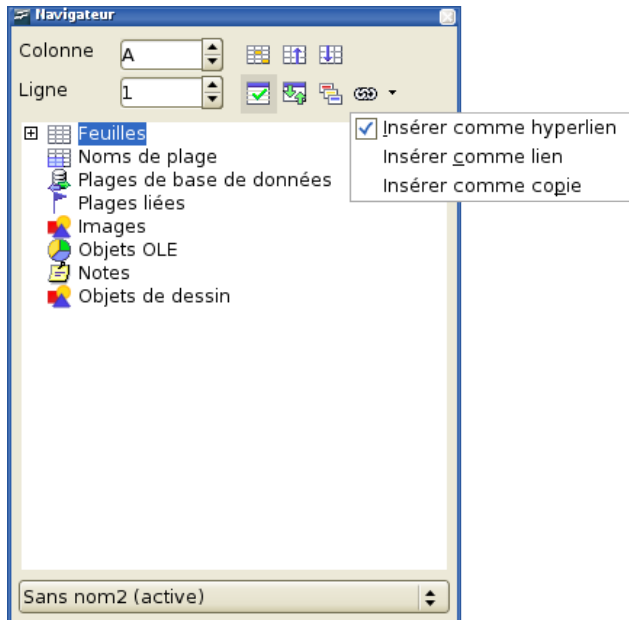 Navigateur
Colonne A
Ligne 1
Insérer comme hyperlien
Insérer comme lien
Insérer comme copie
Feuilles
Noms de plage
Plages de base de données
Plages liées
Images
Objets OLE
Notes
Objets de dessin
Sans nom2 (active)